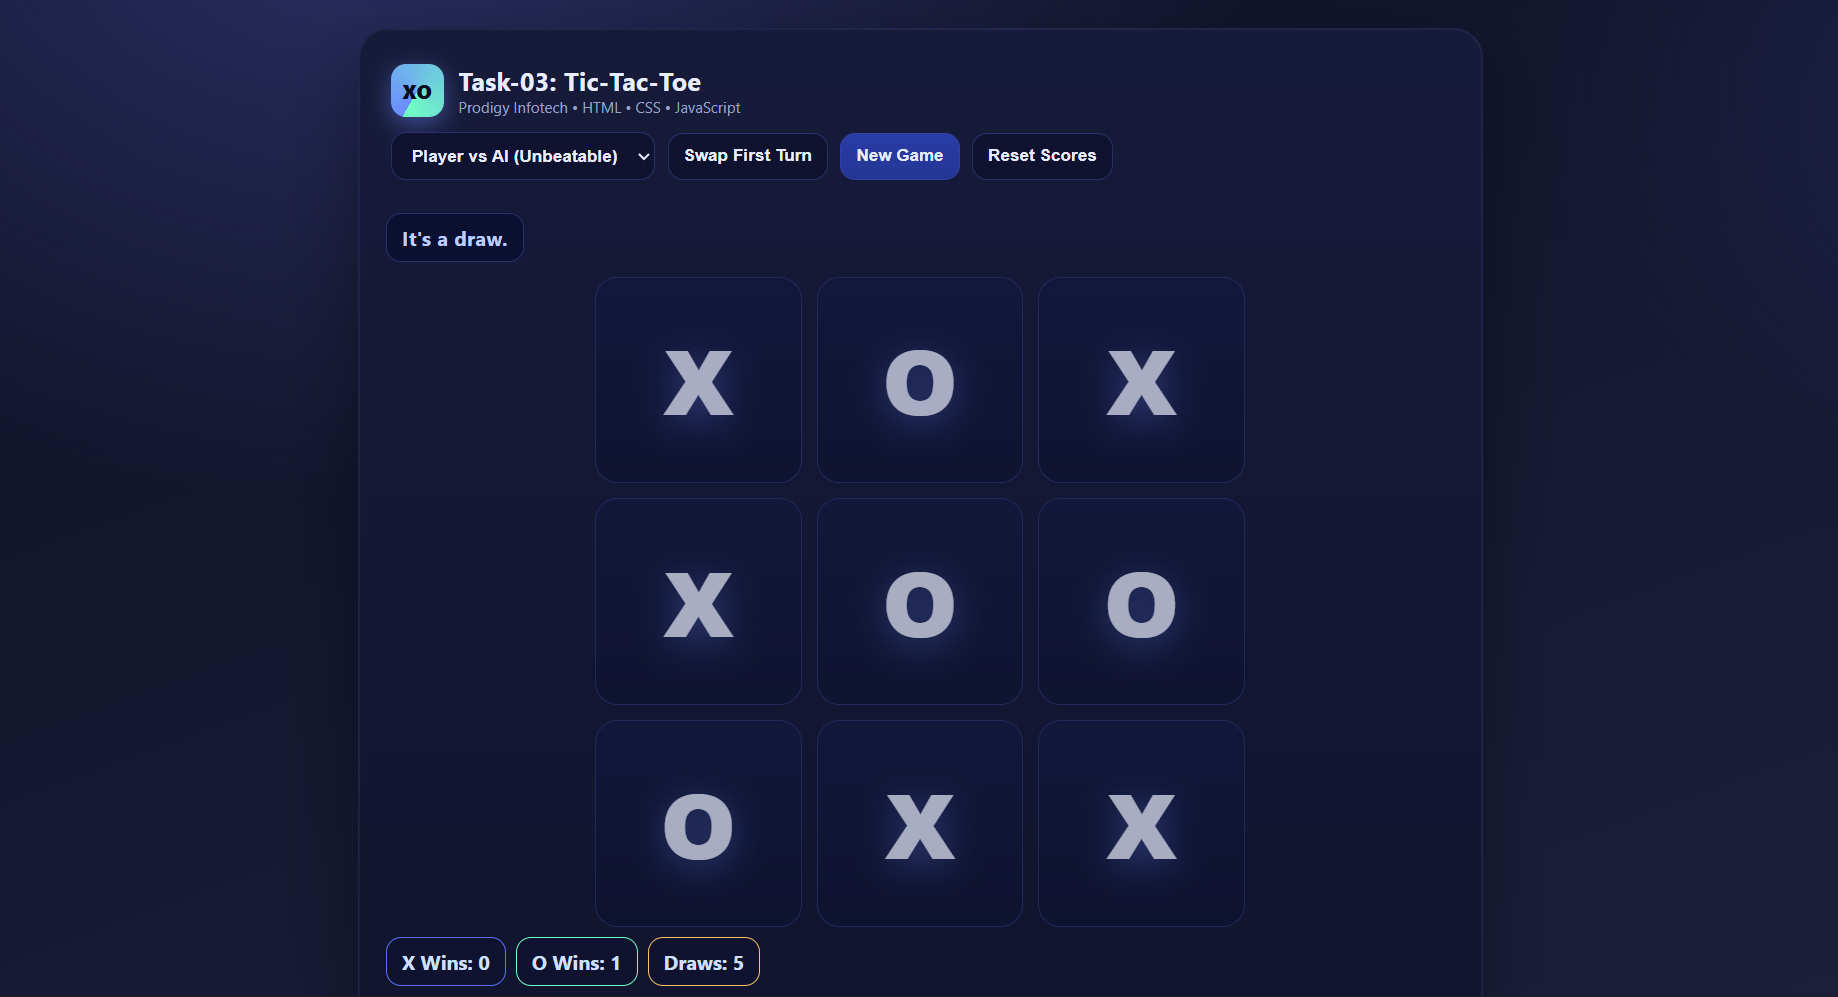 XO
Task-03: Tic-Tac-Toe
Prodigy Infotech • HTML • CSS • JavaScript
Player vs AI (Unbeatable) Swap First Turn New Game Reset Scores
It's a draw.
X O X
X O O
O X X
X Wins: 0 O Wins: 1 Draws: 5